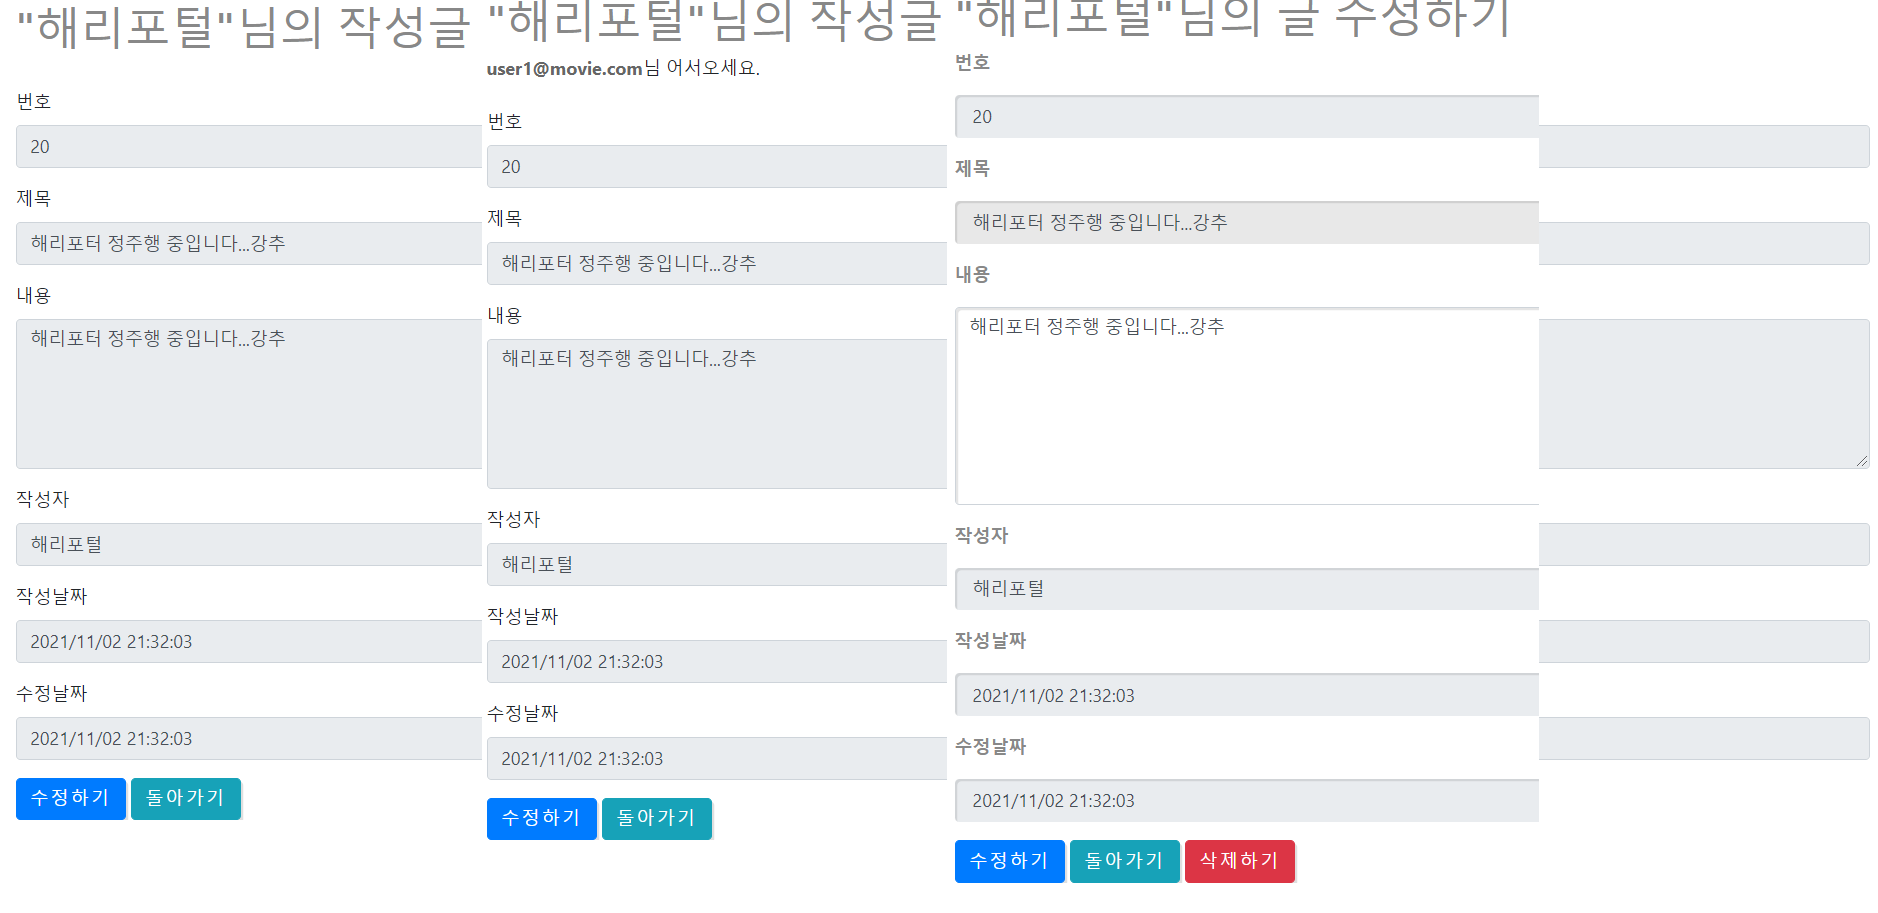 "해리포털"님의 작성글
번호
20
제목
해리포터 정주행 중입니다...강추
내용
해리포터 정주행 중입니다...강추
작성자
해리포털
작성날짜
2021/11/02 21:32:03
수정날짜
2021/11/02 21:32:03
수정하기 돌아가기
"해리포털"님의 작성글
user1@movie.com님 어서오세요.
번호
20
제목
해리포터 정주행 중입니다...강추
내용
해리포터 정주행 중입니다...강추
작성자
해리포털
작성날짜
2021/11/02 21:32:03
수정날짜
2021/11/02 21:32:03
수정하기 돌아가기
"해리포털"님의 글 수정하기
번호
20
제목
해리포터 정주행 중입니다...강추
내용
해리포터 정주행 중입니다...강추
작성자
해리포털
작성날짜
2021/11/02 21:32:03
수정날짜
2021/11/02 21:32:03
수정하기 돌아가기 삭제하기